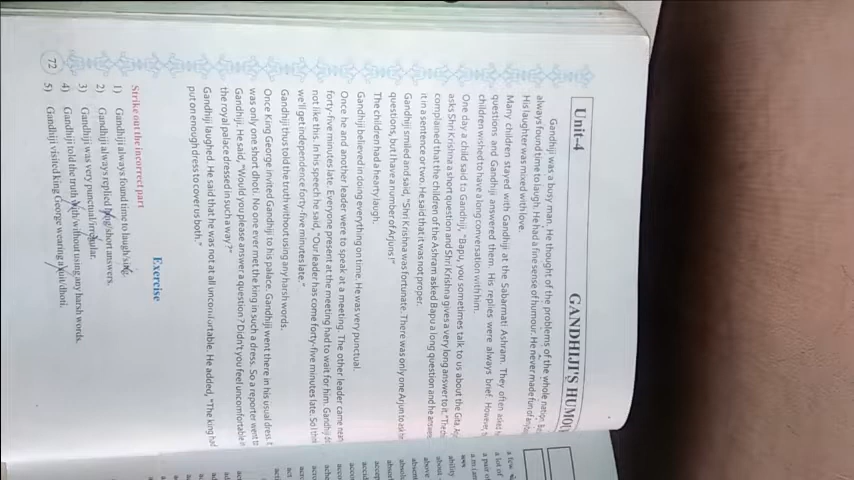 Unit-4
GANDHIJI'S HUMOU
Gandhiji was a busy man. He thought of the problems of the whole nation.
always found time to laugh. He had a fine sense of humour. He never made fun of
His laughter was mixed with love.
Many children stayed with Gandhiji at the Sabarmati Ashram. They often asked
questions and Gandhiji answered them. His replies were always brief. However,
children wished to have a long conversation with him.
One day a child said to Gandhiji, "Bapu, you sometimes talk to us about the Gita.
asks Shri Krishna a short question and Shri Krishna gives a very long answer to it."
complained that the children of the Ashram asked Bapu a long question and he answe
it in a sentence or two. He said that it was not proper.
Gandhiji smiled and said, "Shri Krishna was fortunate. There was only one Arjun to ask
questions, but I have a number of Arjuns!"
The children had a hearty laugh.
Gandhiji believed in doing everything on time. He was very punctual.
Once he and another leader were to speak at a meeting. The other leader came
forty-five minutes late. Everyone present at the meeting had to wait for him. Gandhiji
not like this. In his speech he said, "Our leader has come forty-five minutes late. So I
we'll get independence forty-five minutes late."
Gandhiji thus told the truth without using any harsh words.
Once King George invited Gandhiji to his palace. Gandhiji went there in his usual dress.
was only one short dhoti. No one ever met the king in such a dress. So a reporter went
Gandhiji. He said, "Would you please answer a question? Didn't you feel uncomfortable
the royal palace dressed in such a way?"
Gandhiji laughed. He said that he was not at all uncomfortable. He added, "The king had
put on enough dress to cover us both."
Exercise
Strike out the incorrect part
1) Gandhiji always found time to laugh/sing.
2) Gandhiji always replied long/short answers.
3) Gandhiji was very punctual/irregular.
4) Gandhiji told the truth with/without using any harsh words.
5) Gandhiji visited king George wearing a suit/dhoti.
72
a few
a lot of
a pair of
a.m (am
ability
about
above
absent